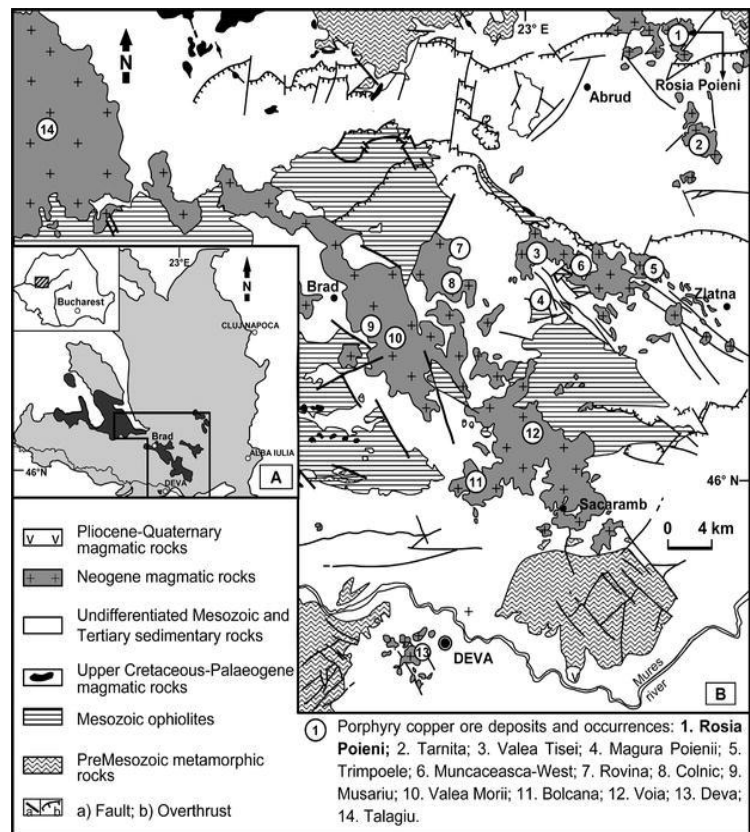 23° E
N
1
Rosia Poieni
Abrud
2
14
7
3
6
5
8
4
Zlatna
Brad
9
10
12
11
46° N
Sacaramb
0 4 km
13
DEVA
Mures
river
B
23°E
N
Bucharest
CLUJ NAPOCA
Brad
ALBA IULIA
46°N
DEVA
A
v v Pliocene-Quaternary
magmatic rocks
+ + Neogene magmatic rocks
Undifferentiated Mesozoic and
Tertiary sedimentary rocks
Upper Cretaceous-Palaeogene
magmatic rocks
Mesozoic ophiolites
PreMesozoic metamorphic
rocks
a b a) Fault; b) Overthrust
1 Porphyry copper ore deposits and occurrences: 1. Rosia
Poieni; 2. Tarnita; 3. Valea Tisei; 4. Magura Poienii; 5.
Trimpoele; 6. Muncaceasca-West; 7. Rovina; 8. Colnic; 9.
Musariu; 10. Valea Morii; 11. Bolcana; 12. Voia; 13. Deva;
14. Talagiu.